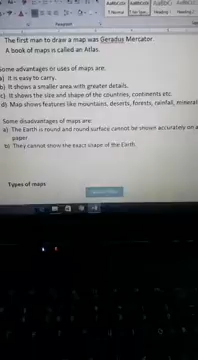 The first man to draw a map was Geradus Mercator.
A book of maps is called an Atlas.
Some advantages or uses of maps are:
a) It is easy to carry.
b) It shows a smaller area with greater details.
c) It shows the size and shape of the countries, continents etc.
d) Map shows features like mountains, deserts, forests, rainfall, mineral
Some disadvantages of maps are:
a) The Earth is round and round surface cannot be shown accurately on a
paper.
b) They cannot show the exact shape of the Earth.
Types of maps